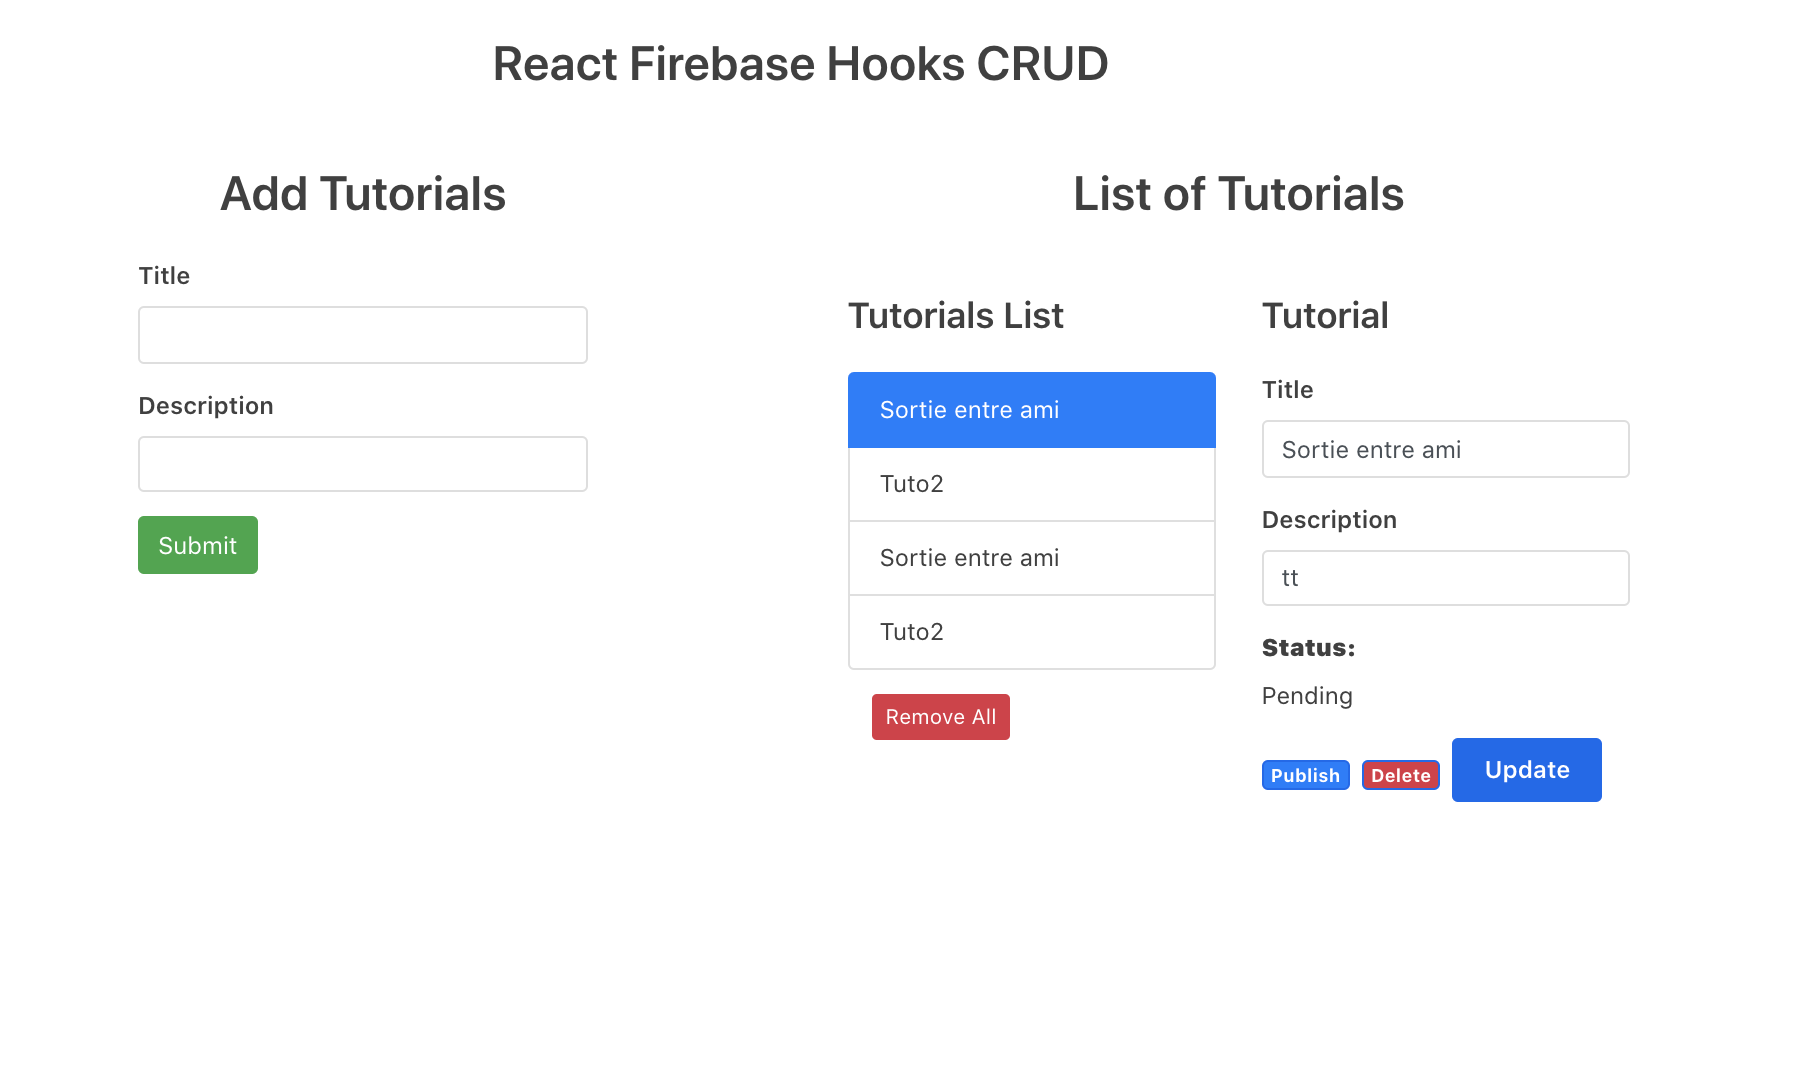 React Firebase Hooks CRUD
Add Tutorials
Title
Description
Submit
List of Tutorials
Tutorials List
Sortie entre ami
Tuto2
Sortie entre ami
Tuto2
Remove All
Tutorial
Title
Sortie entre ami
Description
tt
Status:
Pending
Publish Delete Update